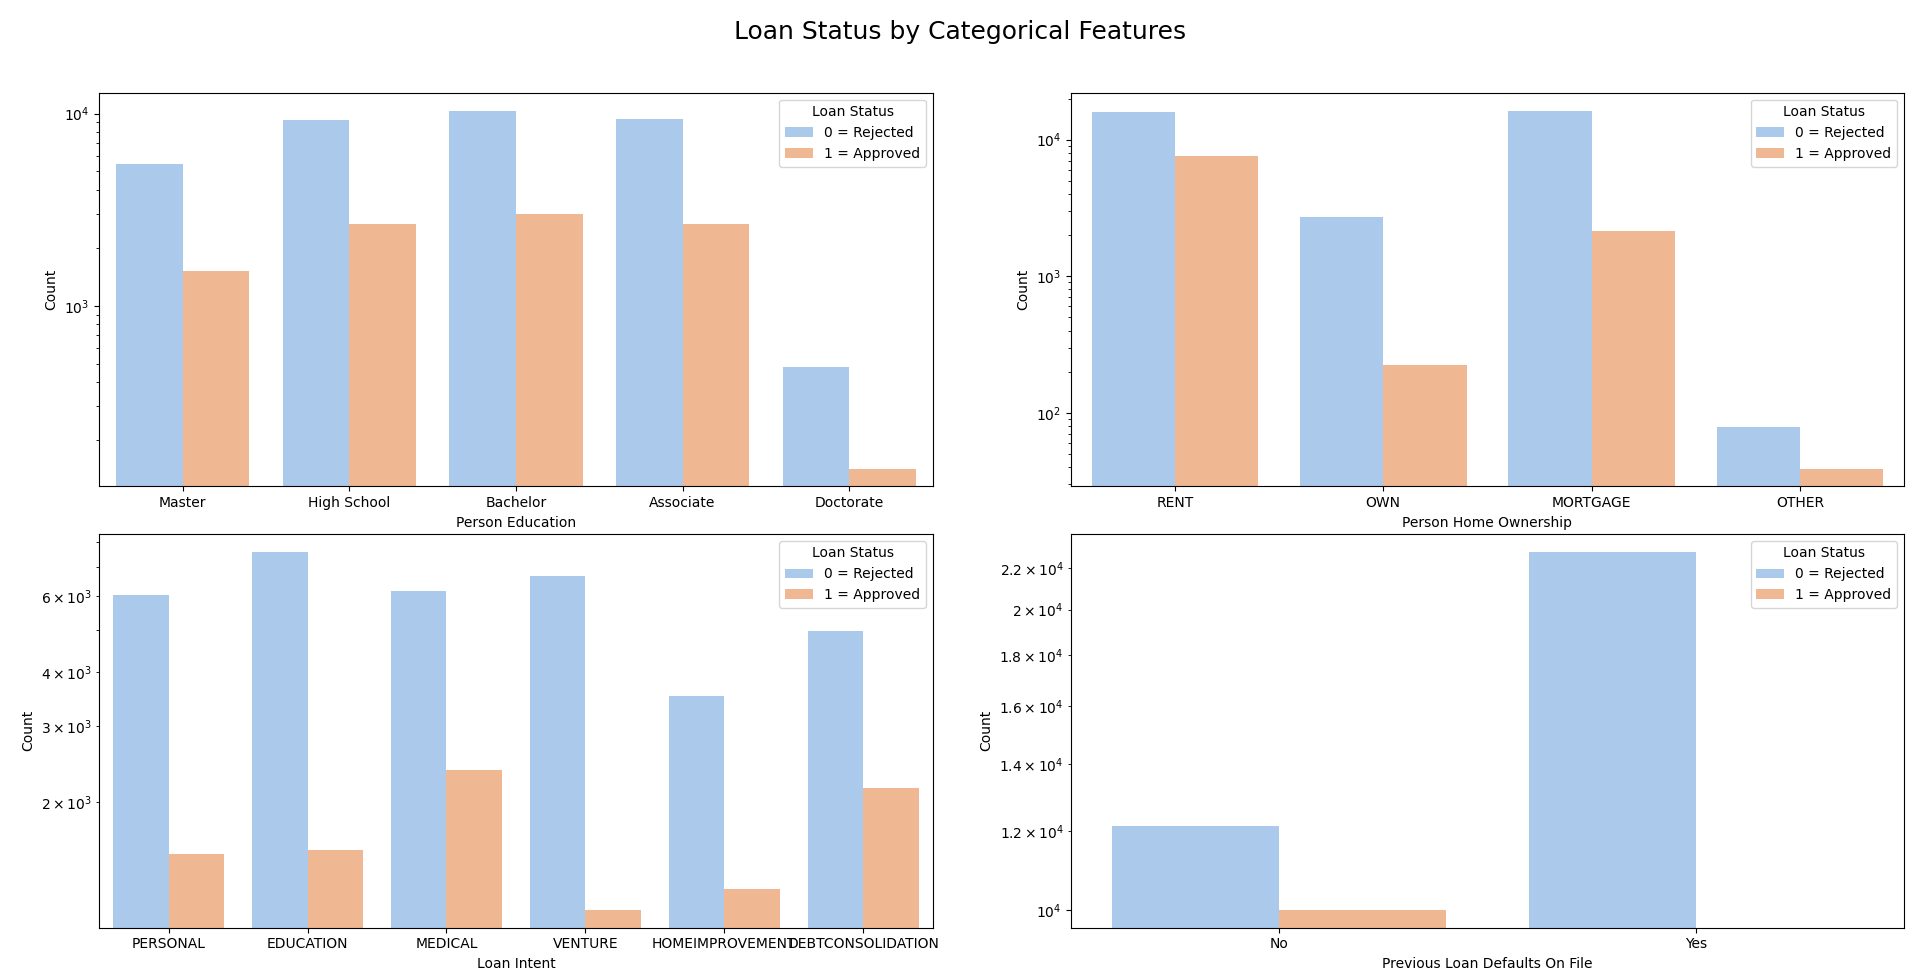 Loan Status by Categorical Features
Count
10^4
10^3
Loan Status
0 = Rejected
1 = Approved
Master High School Bachelor Associate Doctorate
Person Education
Count
10^4
10^3
10^2
Loan Status
0 = Rejected
1 = Approved
RENT OWN MORTGAGE OTHER
Person Home Ownership
Count
6 × 10^3
4 × 10^3
3 × 10^3
2 × 10^3
Loan Status
0 = Rejected
1 = Approved
PERSONAL EDUCATION MEDICAL VENTURE HOMEIMPROVEMENT DEBTCONSOLIDATION
Loan Intent
Count
2.2 × 10^4
2 × 10^4
1.8 × 10^4
1.6 × 10^4
1.4 × 10^4
1.2 × 10^4
10^4
Loan Status
0 = Rejected
1 = Approved
No Yes
Previous Loan Defaults On File